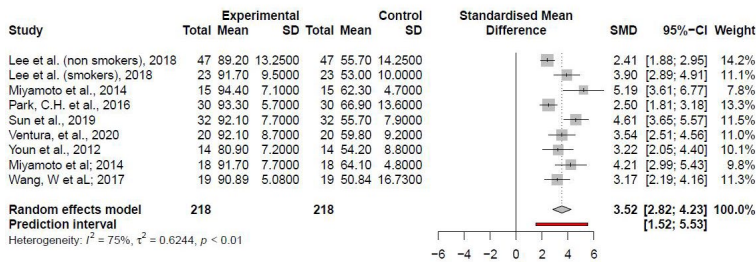 Experimental Control Standardised Mean
Study Total Mean SD Total Mean SD Difference SMD 95%-CI Weight
Lee et al. (non smokers), 2018 47 89.20 13.2500 47 55.70 14.2500 2.41 [1.88; 2.95] 14.2%
Lee et al. (smokers), 2018 23 91.70 9.5000 23 53.00 10.0000 3.90 [2.89; 4.91] 11.1%
Miyamoto et al., 2014 15 94.40 7.1000 15 62.30 4.7000 5.19 [3.61; 6.77] 7.8%
Park, C.H. et al., 2016 30 93.30 5.7000 30 66.90 13.6000 2.50 [1.81; 3.18] 13.3%
Sun et al., 2019 32 92.10 7.7000 32 55.70 7.9000 4.61 [3.65; 5.57] 11.5%
Ventura, et al., 2020 20 92.10 8.7000 20 59.80 9.2000 3.54 [2.51; 4.56] 11.0%
Youn et al., 2012 14 80.90 7.2000 14 54.20 8.8000 3.22 [2.05; 4.40] 10.1%
Miyamoto et al; 2014 18 91.70 7.7000 18 64.10 4.8000 4.21 [2.99; 5.43] 9.8%
Wang, W et aL; 2017 19 90.89 5.0800 19 50.84 16.7300 3.17 [2.19; 4.16] 11.3%
Random effects model 218 218 3.52 [2.82; 4.23] 100.0%
Prediction interval [1.52; 5.53]
Heterogeneity: I² = 75%, τ² = 0.6244, p < 0.01
−6 −4 −2 0 2 4 6